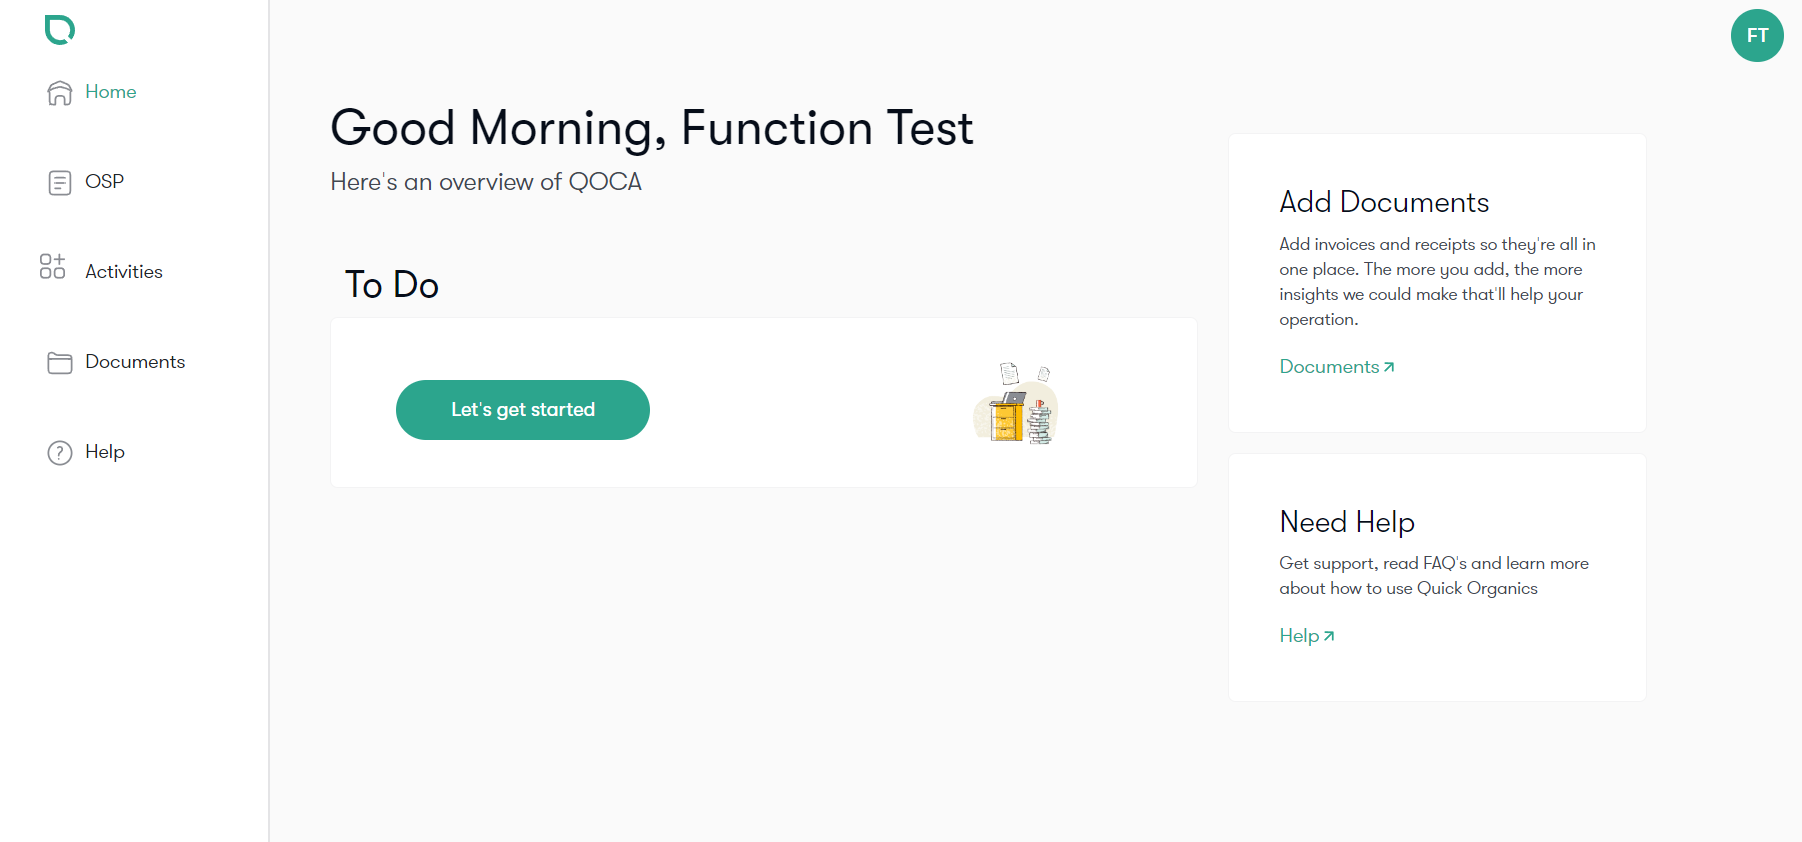 Home
OSP
Activities
Documents
Help
FT
Good Morning, Function Test
Here's an overview of QOCA
To Do
Let's get started
Add Documents
Add invoices and receipts so they're all in
one place. The more you add, the more
insights we could make that'll help your
operation.
Documents
Need Help
Get support, read FAQ's and learn more
about how to use Quick Organics
Help